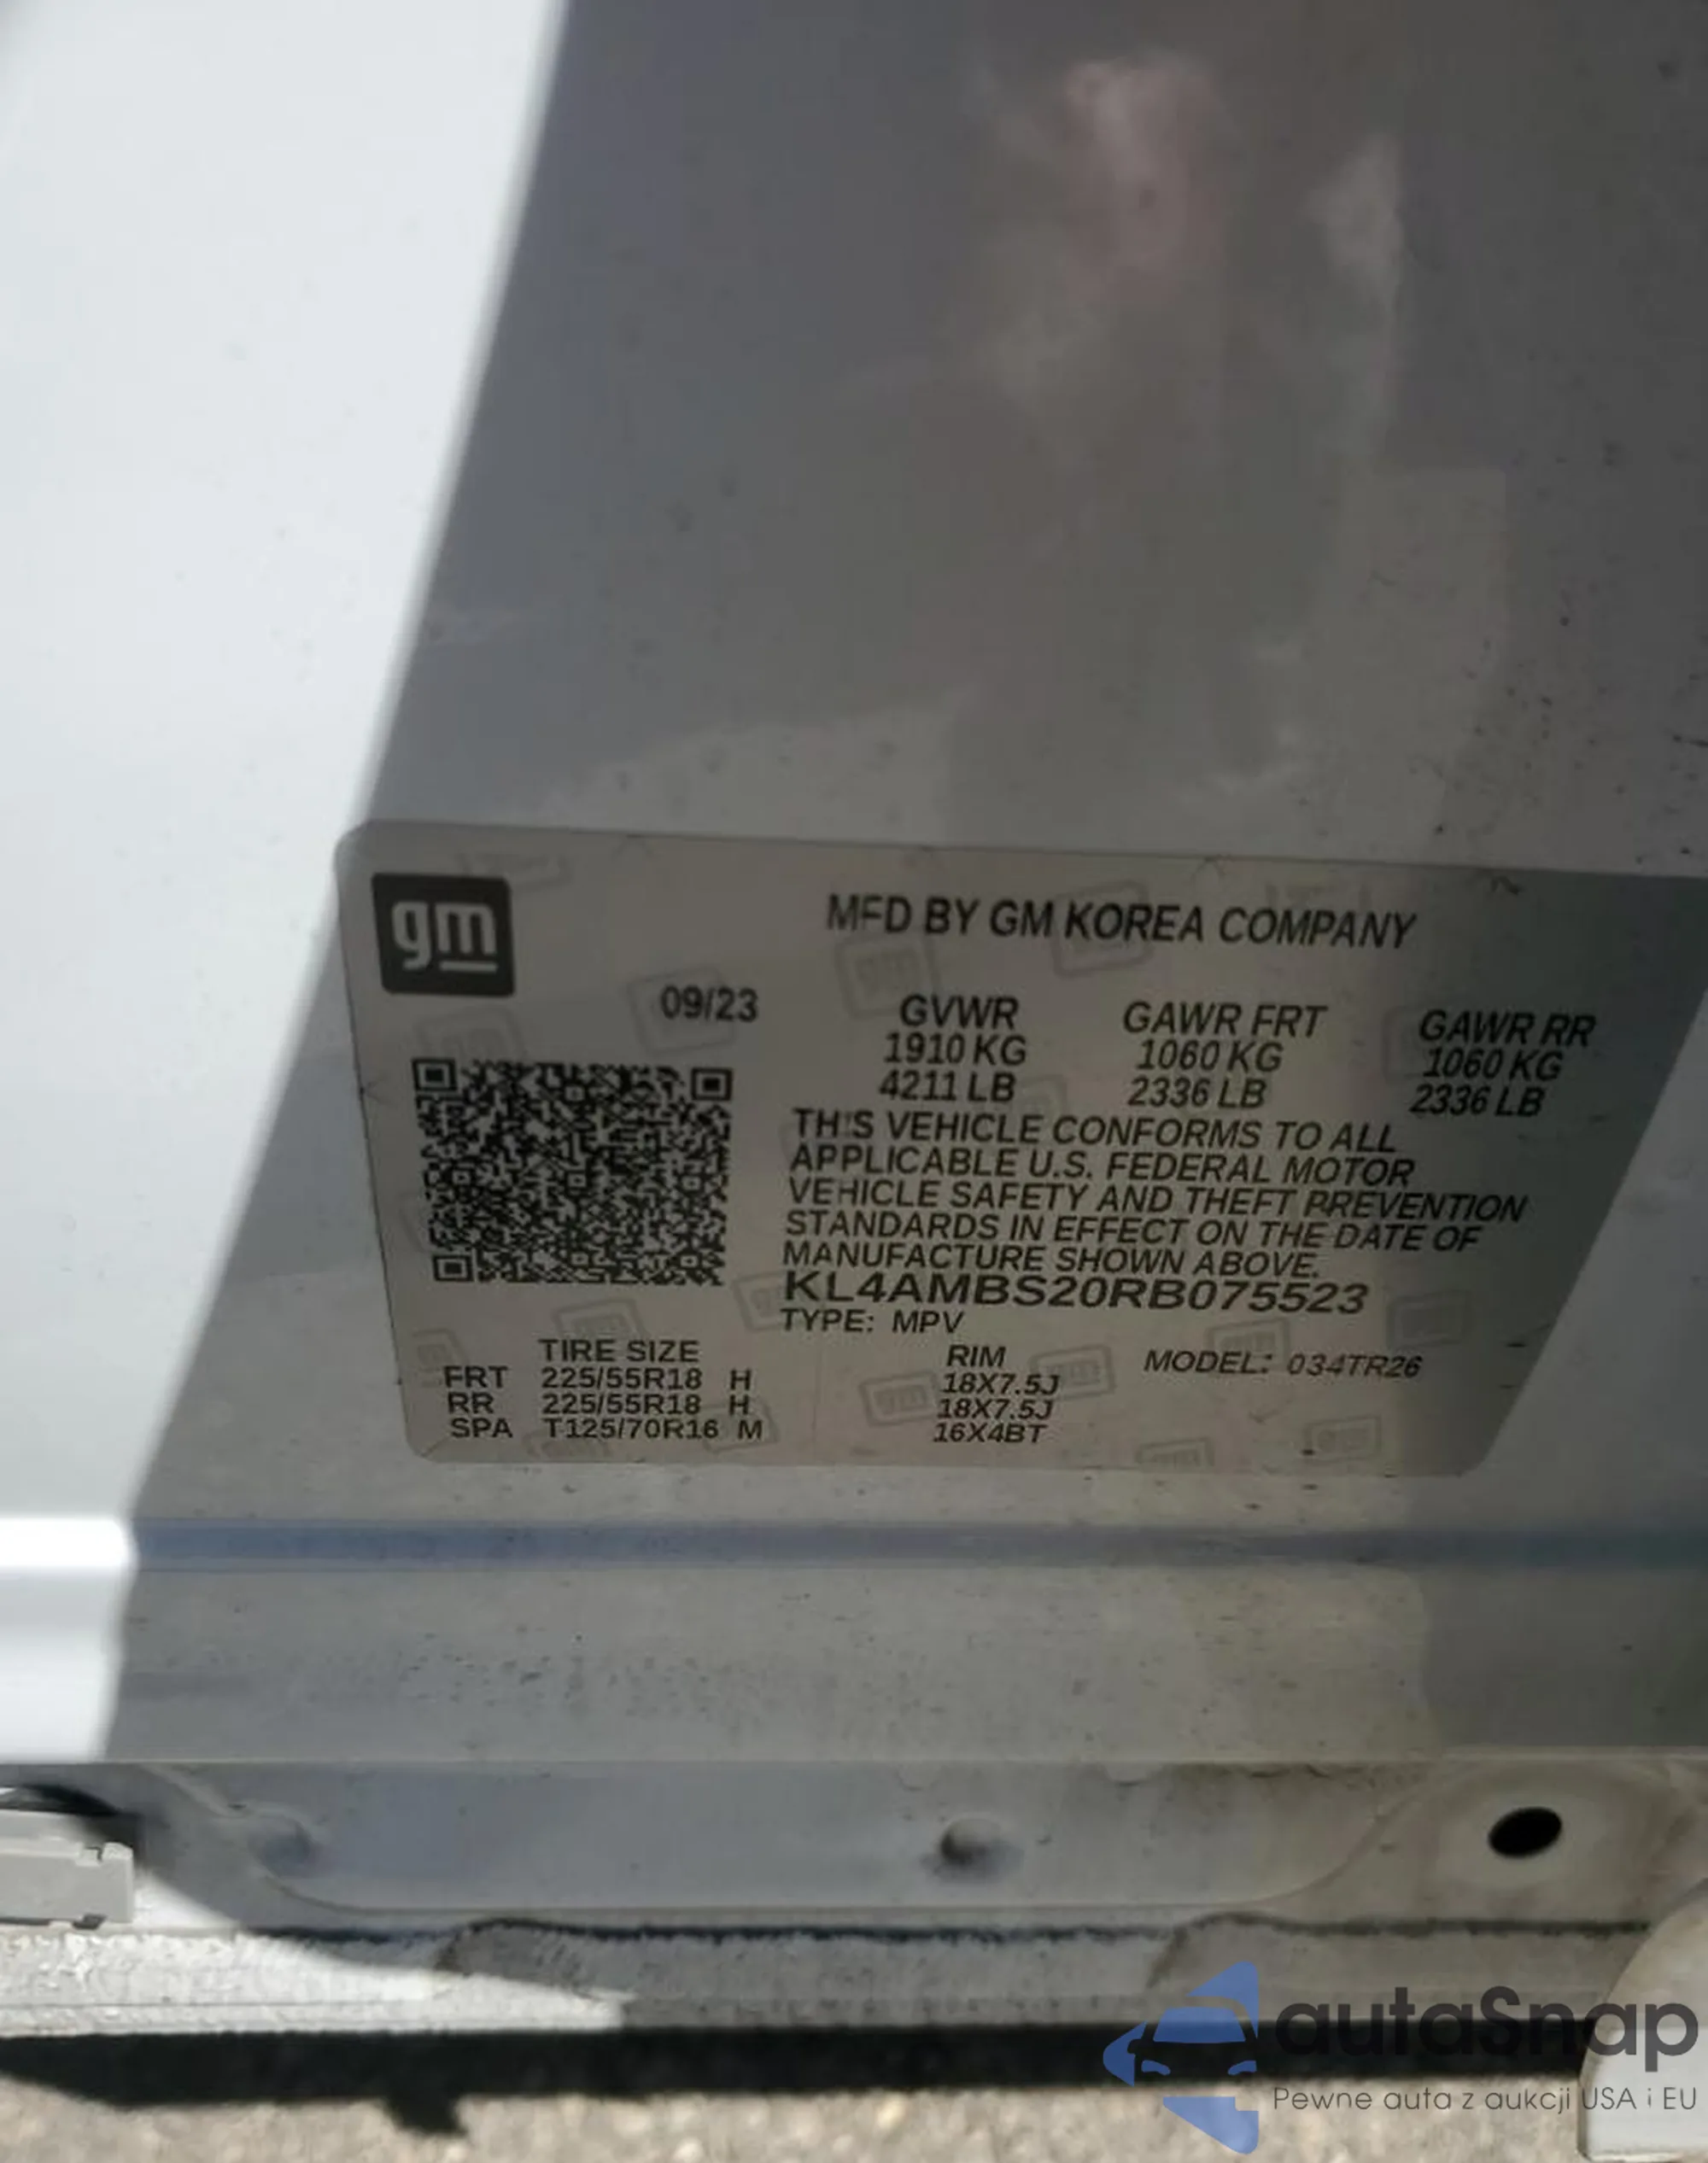 gm
MFD BY GM KOREA COMPANY
09/23 GVWR GAWR FRT GAWR RR
1910 KG 1060 KG 1060 KG
4211 LB 2336 LB 2336 LB
THIS VEHICLE CONFORMS TO ALL
APPLICABLE U.S. FEDERAL MOTOR
VEHICLE SAFETY AND THEFT PREVENTION
STANDARDS IN EFFECT ON THE DATE OF
MANUFACTURE SHOWN ABOVE.
KL4AMBS20RB075523
TYPE: MPV
TIRE SIZE RIM MODEL: 034TR26
FRT 225/55R18 H 18X7.5J
RR 225/55R18 H 18X7.5J
SPA T125/70R16 M 16X4BT
autaSnap
Pewne auta z aukcji USA i EU